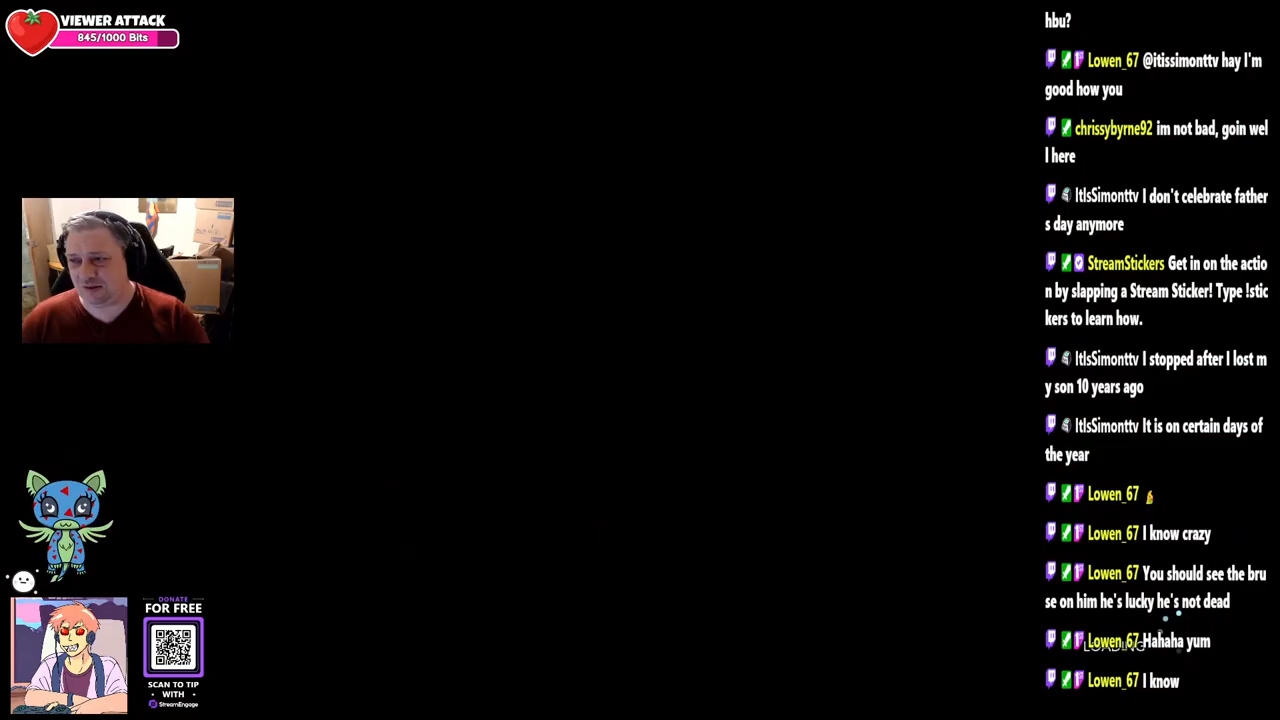 VIEWER ATTACK
845/1000 Bits
hbu?
Lowen_67 @itissimonttv hay I'm
good how you
chrissybyrne92 im not bad, goin wel
l here
ItIsSimonttv I don't celebrate father
s day anymore
StreamStickers Get in on the actio
n by slapping a Stream Sticker! Type !stic
kers to learn how.
ItIsSimonttv I stopped after I lost m
y son 10 years ago
ItIsSimonttv It is on certain days of
the year
Lowen_67
Lowen_67 I know crazy
Lowen_67 You should see the bru
se on him he's lucky he's not dead
Lowen_67 Hahaha yum
LOADING
Lowen_67 I know
DONATE
FOR FREE
SCAN TO TIP
WITH
StreamEngage